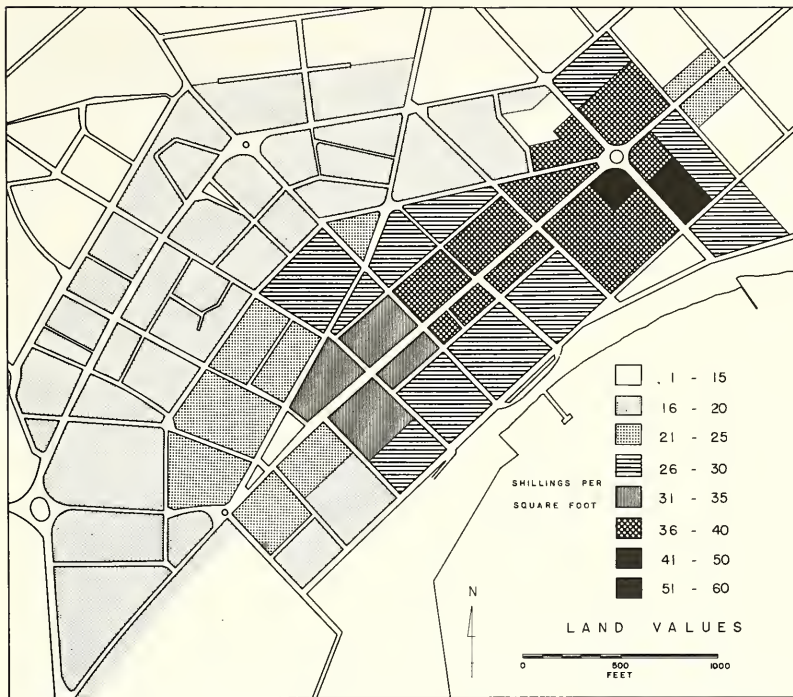 . 1 - 15
16 - 20
21 - 25
26 - 30
SHILLINGS PER
SQUARE FOOT
31 - 35
36 - 40
41 - 50
51 - 60
N
LAND VALUES
0 500 1000
FEET